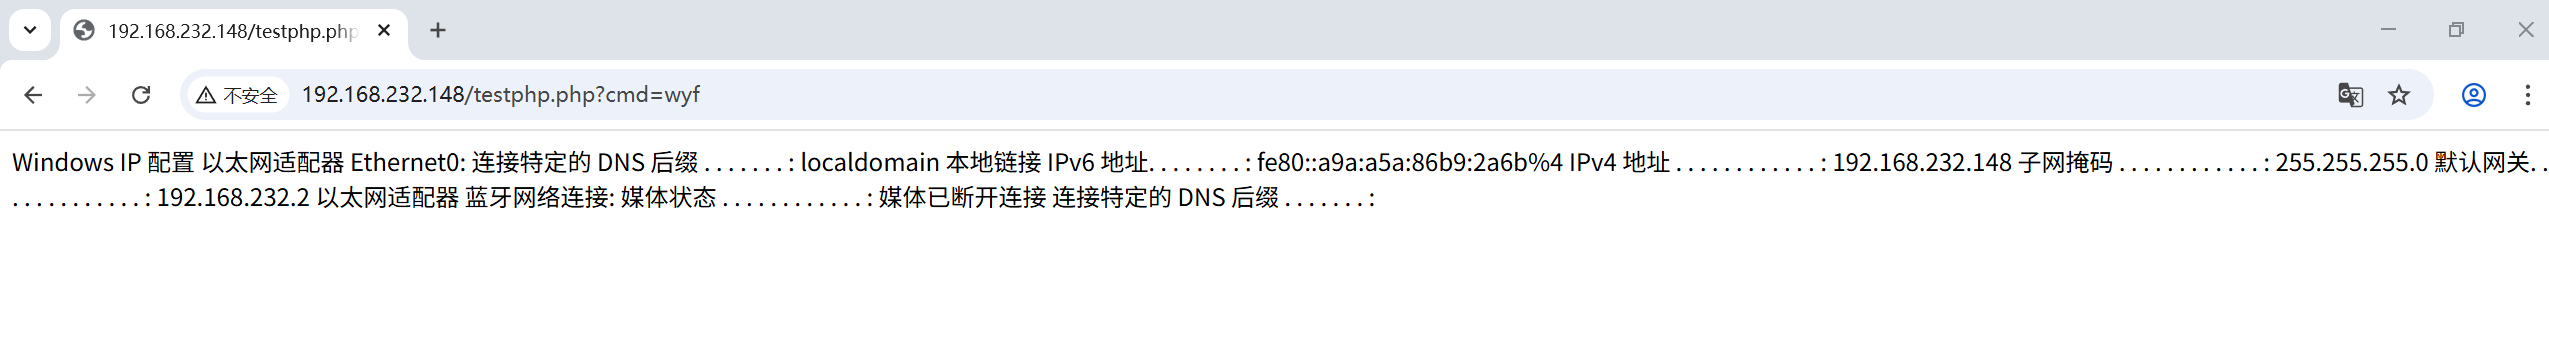 192.168.232.148/testphp.php
不安全
192.168.232.148/testphp.php?cmd=wyf
Windows IP 配置 以太网适配器 Ethernet0: 连接特定的 DNS 后缀 . . . . . . . : localdomain 本地链接 IPv6 地址. . . . . . . . : fe80::a9a:a5a:86b9:2a6b%4 IPv4 地址 . . . . . . . . . . . . : 192.168.232.148 子网掩码 . . . . . . . . . . . . : 255.255.255.0 默认网关. .
. . . . . . . . . . . : 192.168.232.2 以太网适配器 蓝牙网络连接: 媒体状态 . . . . . . . . . . . . : 媒体已断开连接 连接特定的 DNS 后缀 . . . . . . . :